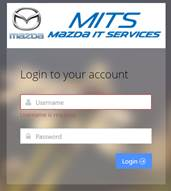 MITS
mazda
MAZDA IT SERVICES
Login to your account
Username
Username is required.
Password
Login